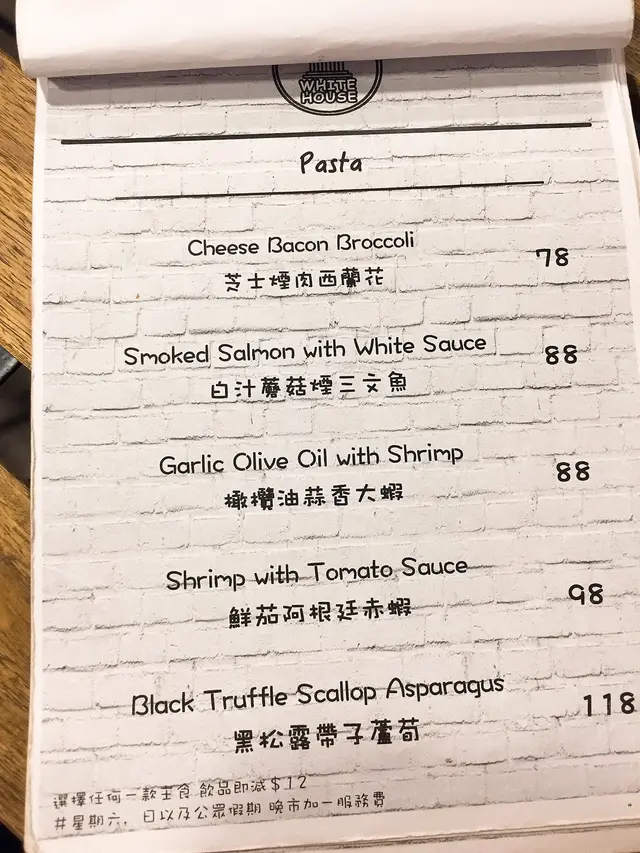 WHITE
HOUSE
Pasta
Cheese Bacon Broccoli
芝士煙肉西蘭花
78
Smoked Salmon with White Sauce
白汁蘑菇煙三文魚
88
Garlic Olive Oil with Shrimp
橄欖油蒜香大蝦
88
Shrimp with Tomato Sauce
鮮茄阿根廷赤蝦
98
Black Truffle Scallop Asparagus
黑松露帶子蘆荀
118
選擇任何一款主食 飲品即減$12
#星期六, 日以及公眾假期 晚市加一服務費